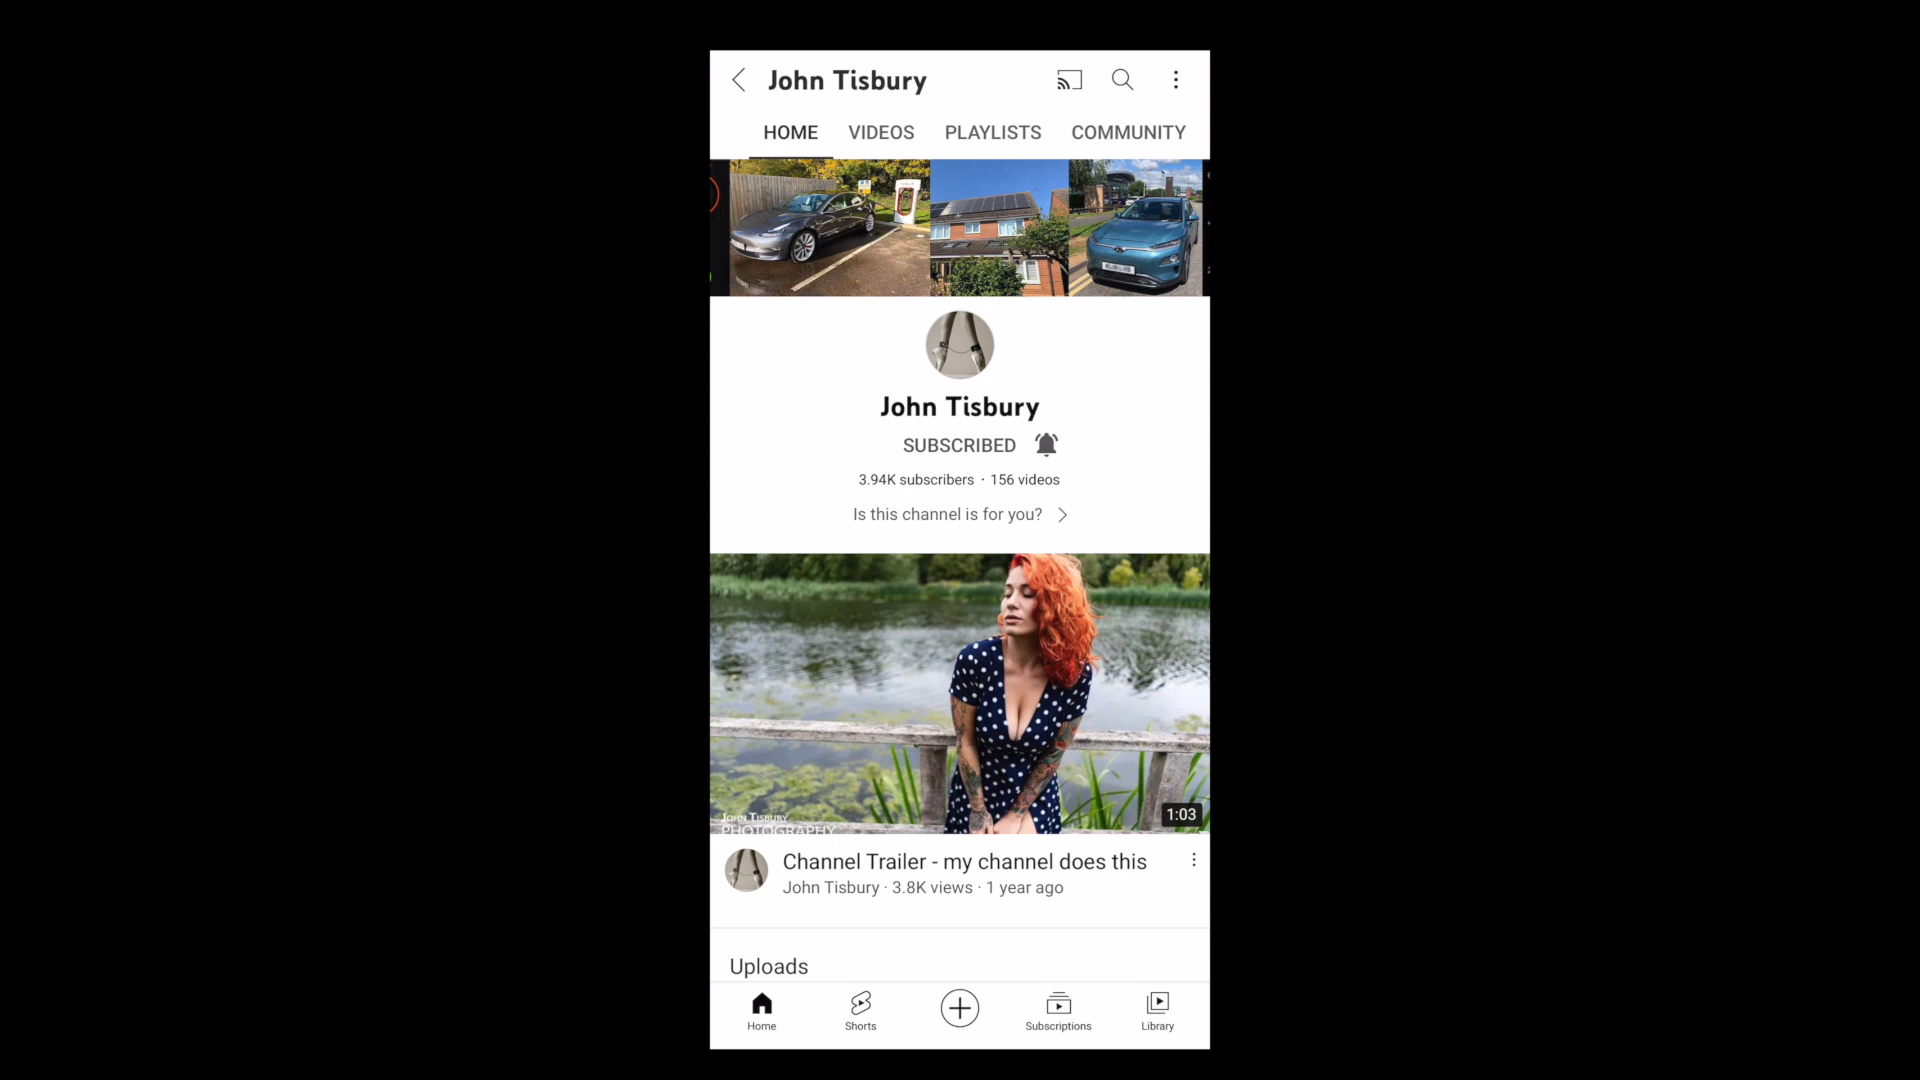 John Tisbury
HOME VIDEOS PLAYLISTS COMMUNITY
John Tisbury
SUBSCRIBED
3.94K subscribers · 156 videos
Is this channel is for you?
JOHN TISBURY
PHOTOGRAPHY
1:03
Channel Trailer - my channel does this
John Tisbury · 3.8K views · 1 year ago
Uploads
Home Shorts Subscriptions Library